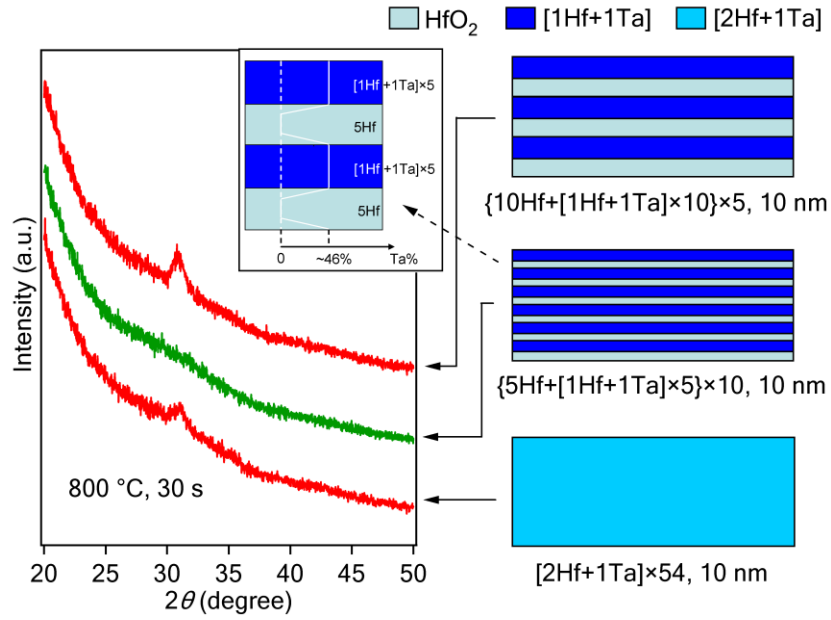 HfO2 [1Hf+1Ta] [2Hf+1Ta]
[1Hf+1Ta]×5
5Hf
[1Hf+1Ta]×5
5Hf
0 ~46% Ta%
{10Hf+[1Hf+1Ta]×10}×5, 10 nm
{5Hf+[1Hf+1Ta]×5}×10, 10 nm
[2Hf+1Ta]×54, 10 nm
Intensity (a.u.)
800 °C, 30 s
20 25 30 35 40 45 50
2θ (degree)